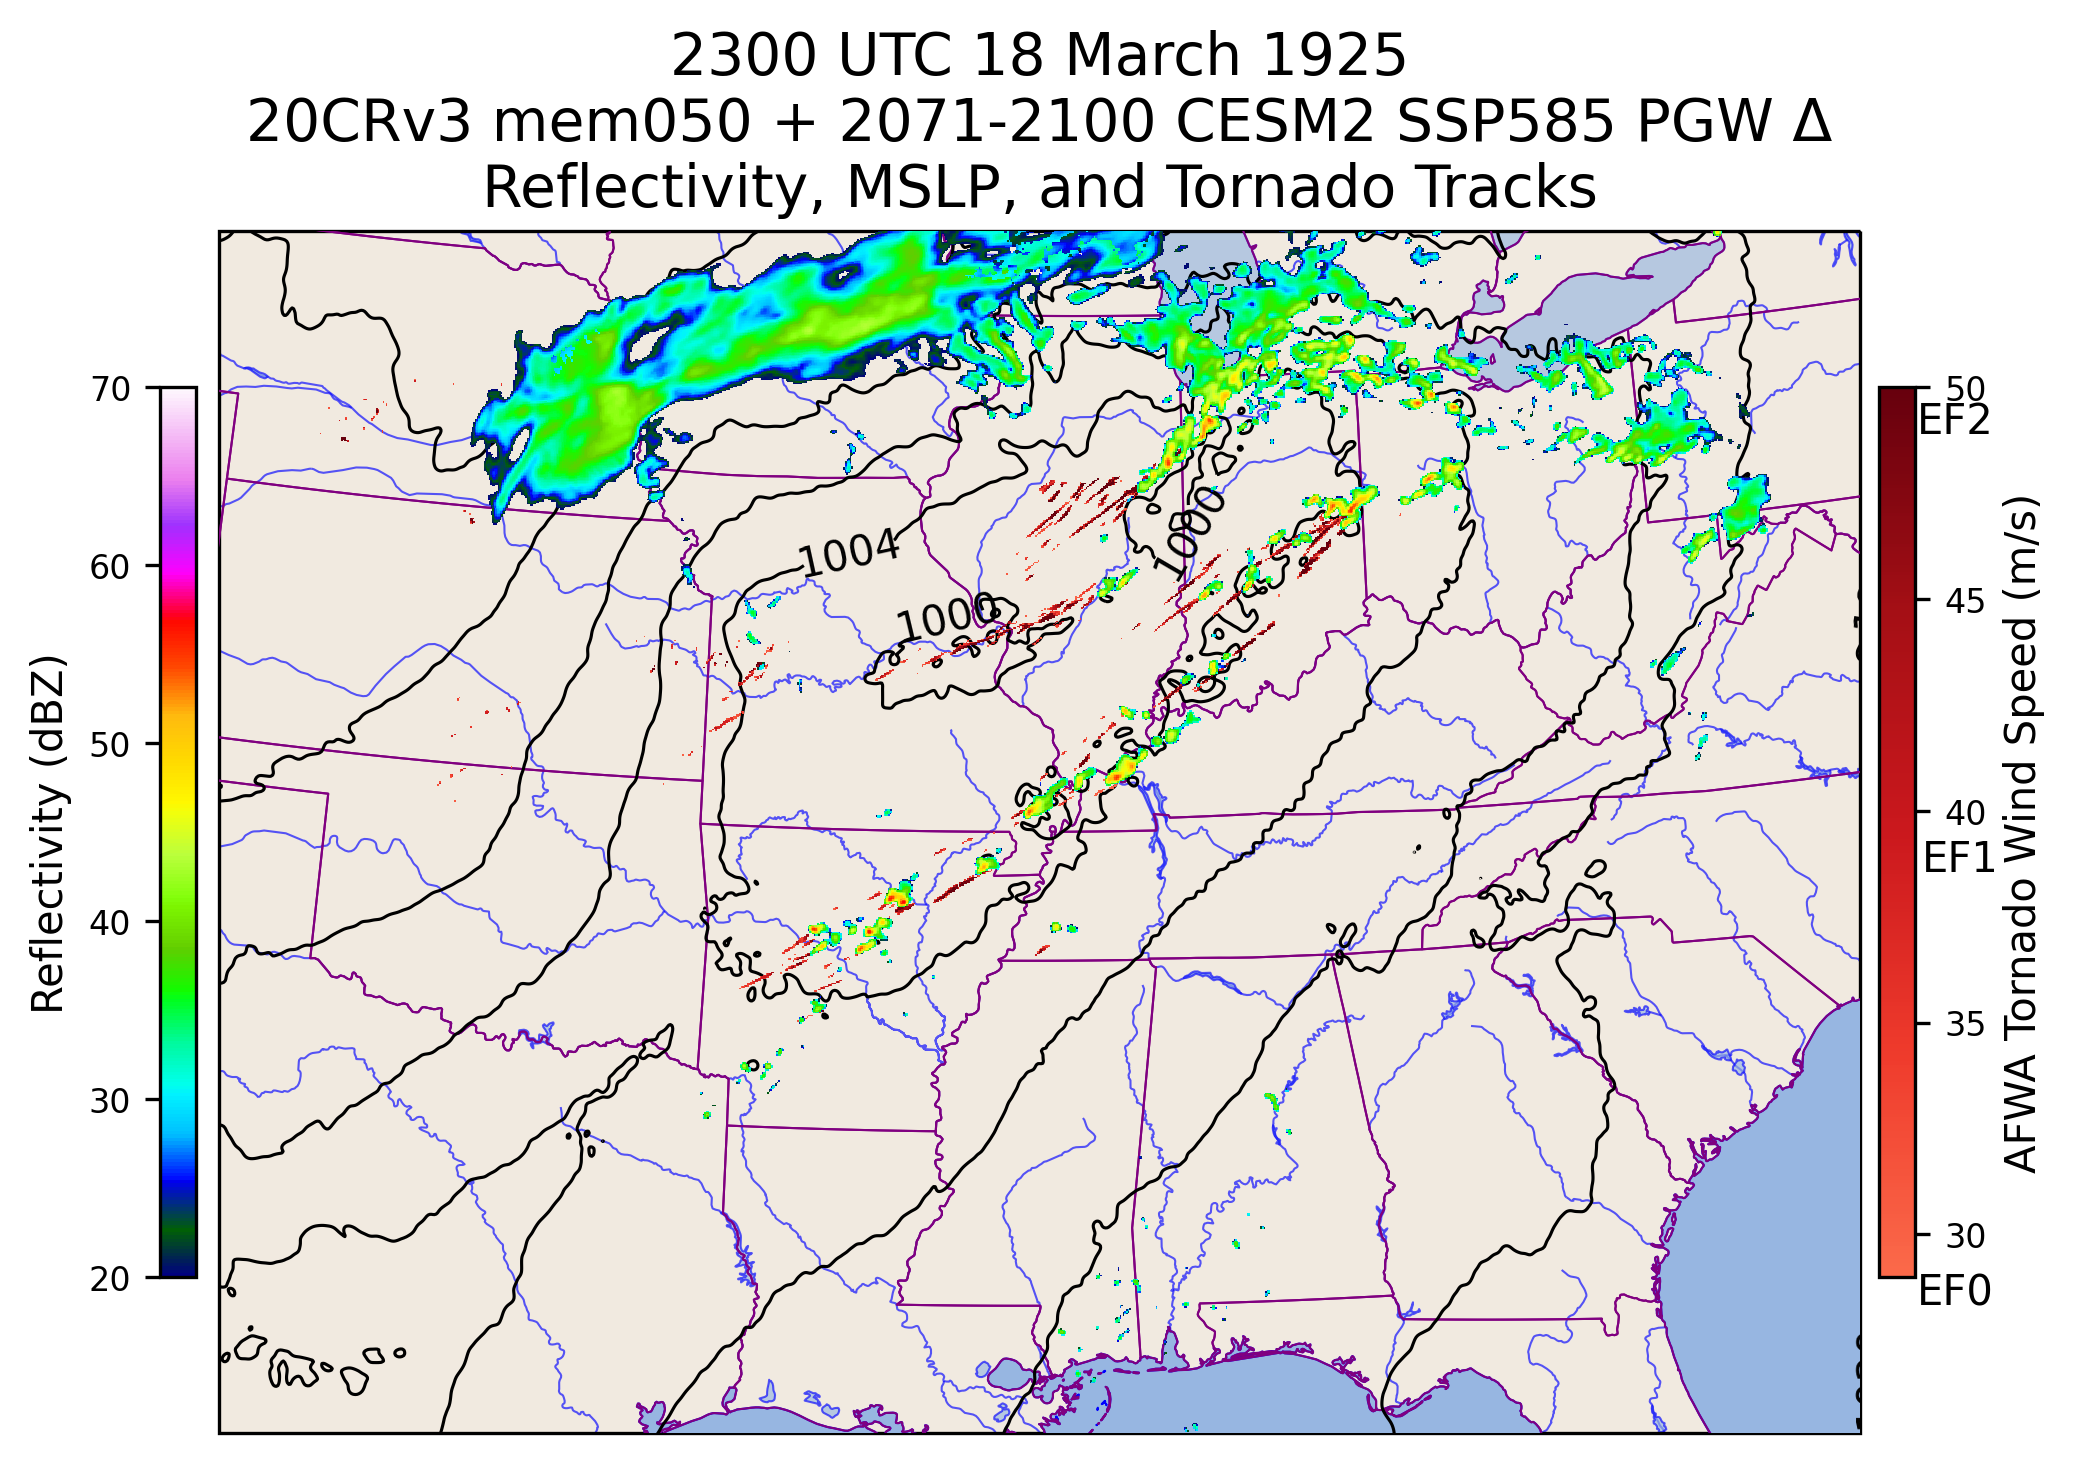 2300 UTC 18 March 1925
20CRv3 mem050 + 2071-2100 CESM2 SSP585 PGW Δ
Reflectivity, MSLP, and Tornado Tracks
70
60
50
40
30
20
Reflectivity (dBZ)
1004
1000
1000
50
EF2
45
40
EF1
35
30
EF0
AFWA Tornado Wind Speed (m/s)